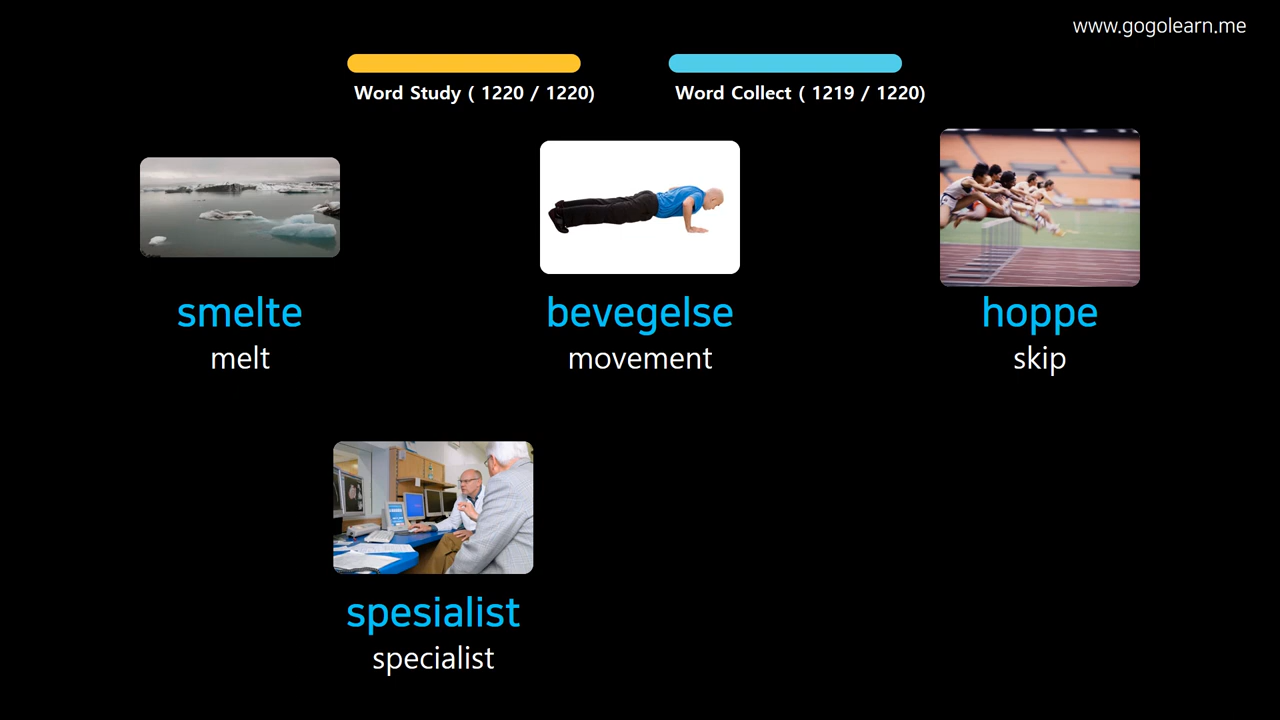 www.gogolearn.me
Word Study ( 1220 / 1220)
Word Collect ( 1219 / 1220)
smelte
melt
bevegelse
movement
hoppe
skip
spesialist
specialist